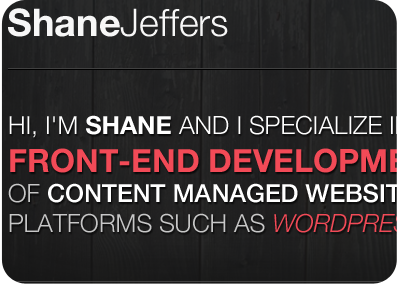 ShaneJeffers
HI, I'M SHANE AND I SPECIALIZE I
FRONT-END DEVELOPME
OF CONTENT MANAGED WEBSIT
PLATFORMS SUCH AS WORDPRES